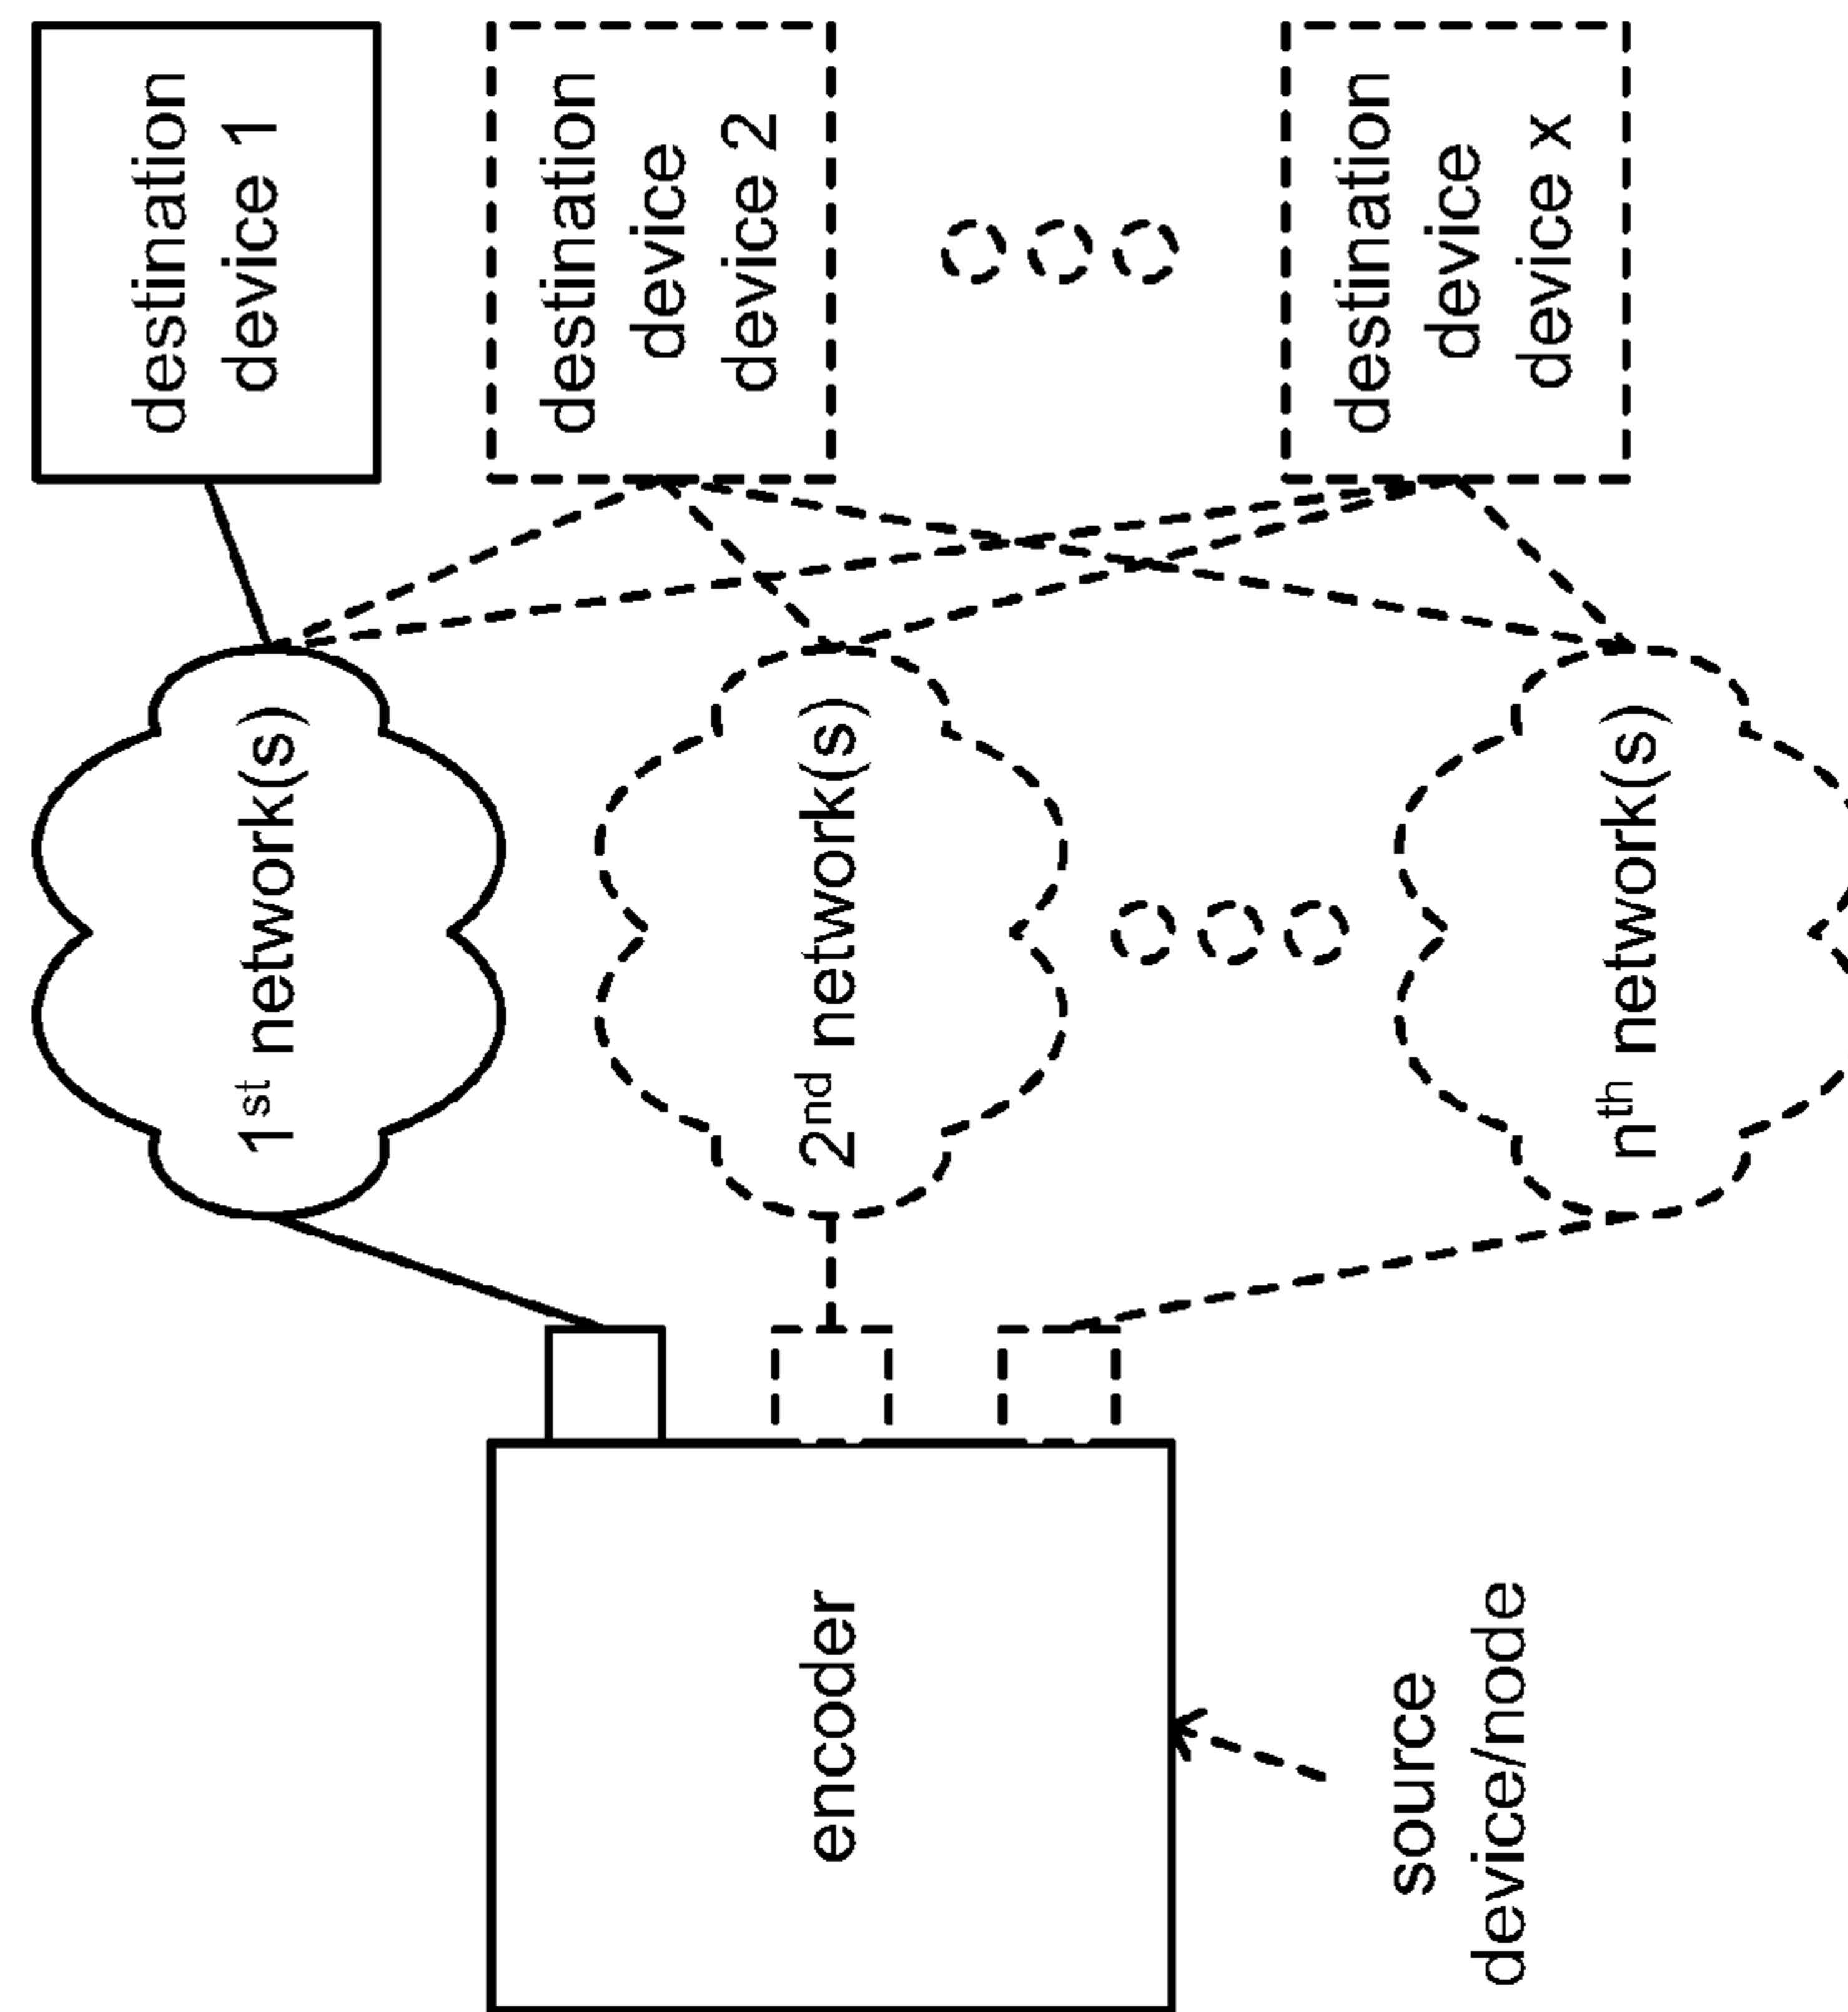 destination
device 1
destination
device
device 2
destination
device
device x
1st network(s)
2nd network(s)
nth network(s)
encoder
source
device/node